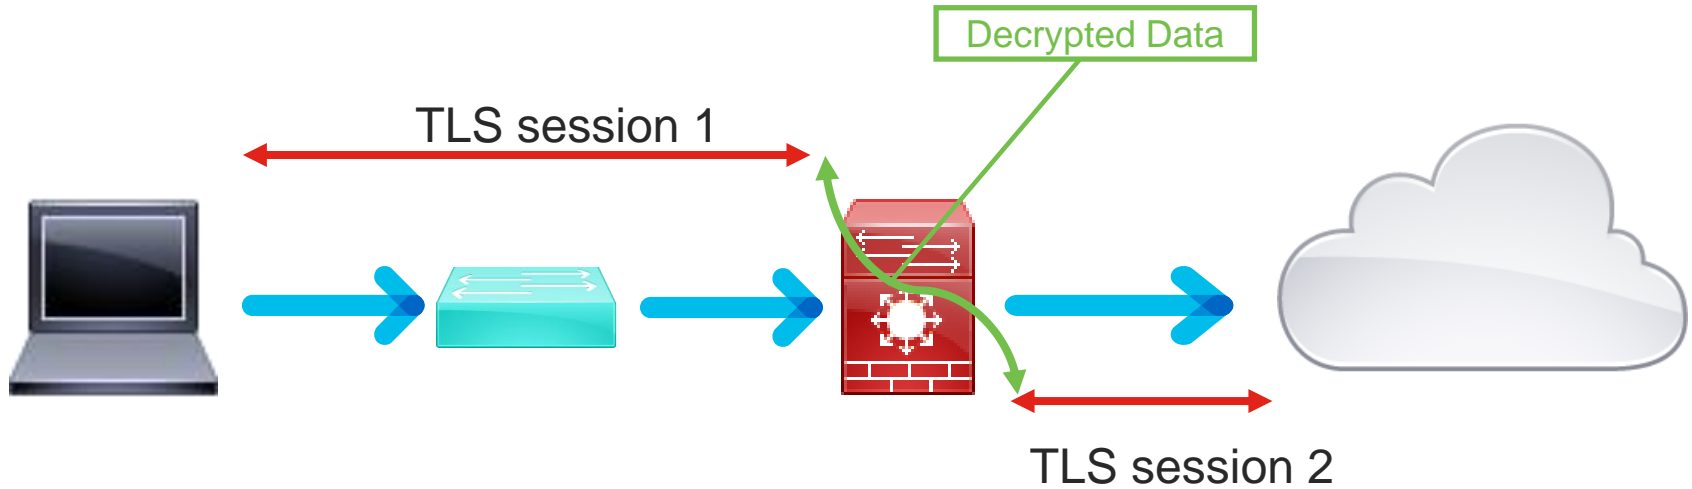 Decrypted Data
TLS session 1
TLS session 2